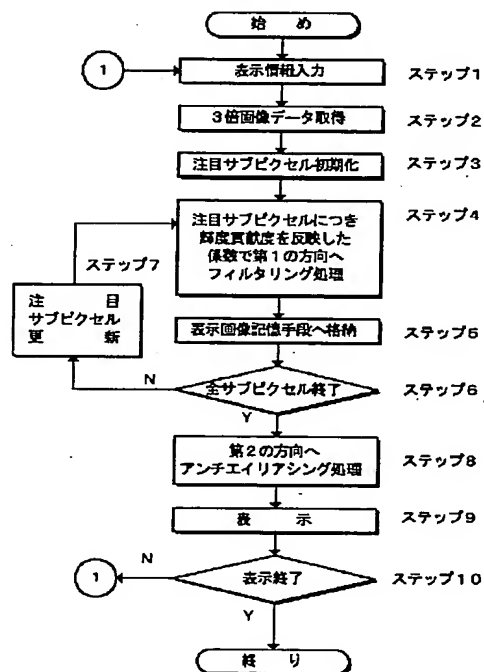 始 め
1
表示情報入力
ステップ1
3倍画像データ取得
ステップ2
注目サブピクセル初期化
ステップ3
注目サブピクセルにつき
輝度貢献度を反映した
係数で第1の方向へ
フィルタリング処理
ステップ4
ステップ7
注 目
サブピクセル
更 新
表示画像記憶手段へ格納
ステップ5
N
全サブピクセル終了
ステップ6
Y
第2の方向へ
アンチエイリアシング処理
ステップ8
表 示
ステップ9
N
1
表示終了
ステップ10
Y
終 り